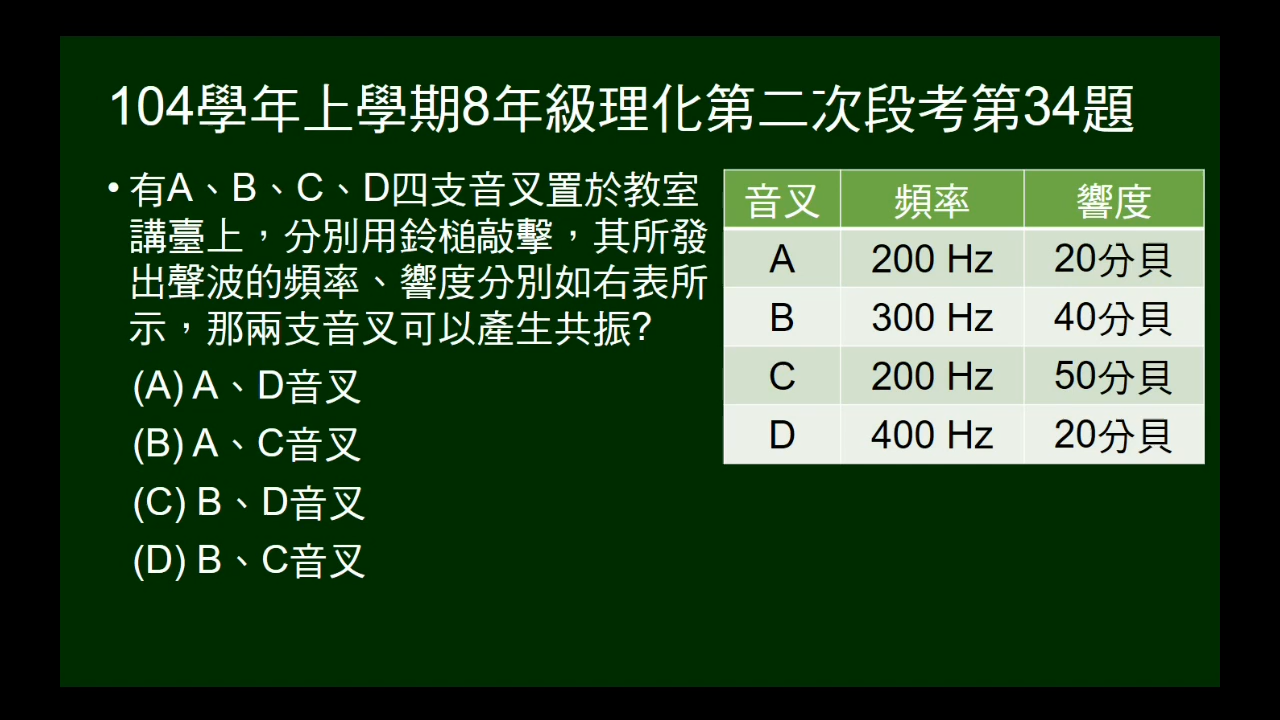 104學年上學期8年級理化第二次段考第34題
• 有A、B、C、D四支音叉置於教室
講臺上，分別用鈴槌敲擊，其所發
出聲波的頻率、響度分別如右表所
示，那兩支音叉可以產生共振?
(A) A、D音叉
(B) A、C音叉
(C) B、D音叉
(D) B、C音叉
音叉 頻率 響度
A 200 Hz 20分貝
B 300 Hz 40分貝
C 200 Hz 50分貝
D 400 Hz 20分貝